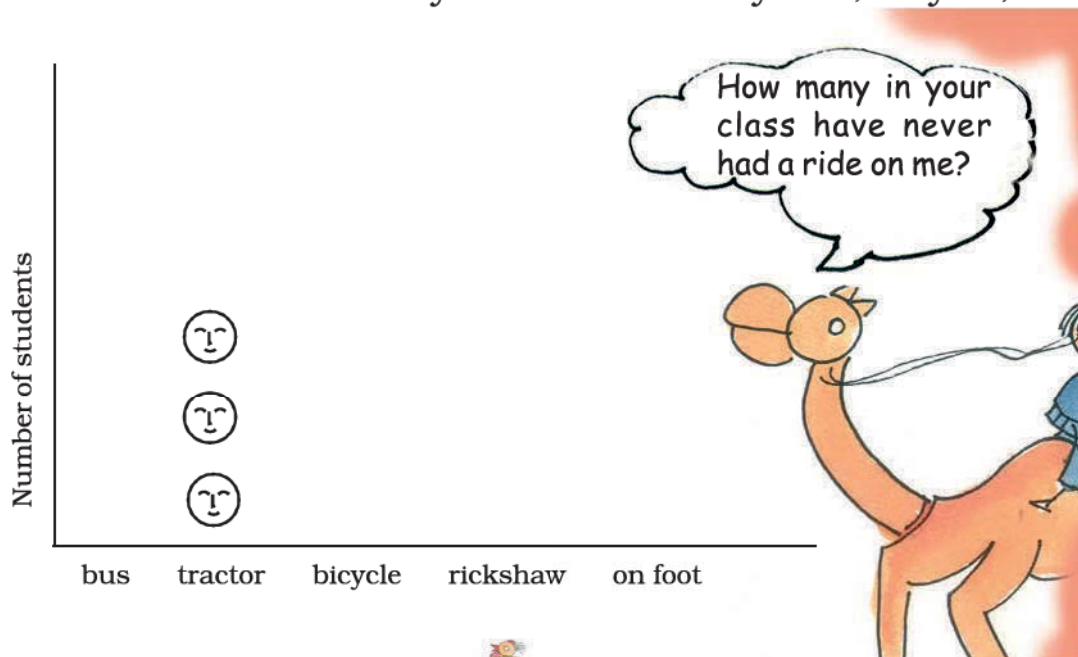 How many in your
class have never
had a ride on me?
Number of students
bus tractor bicycle rickshaw on foot